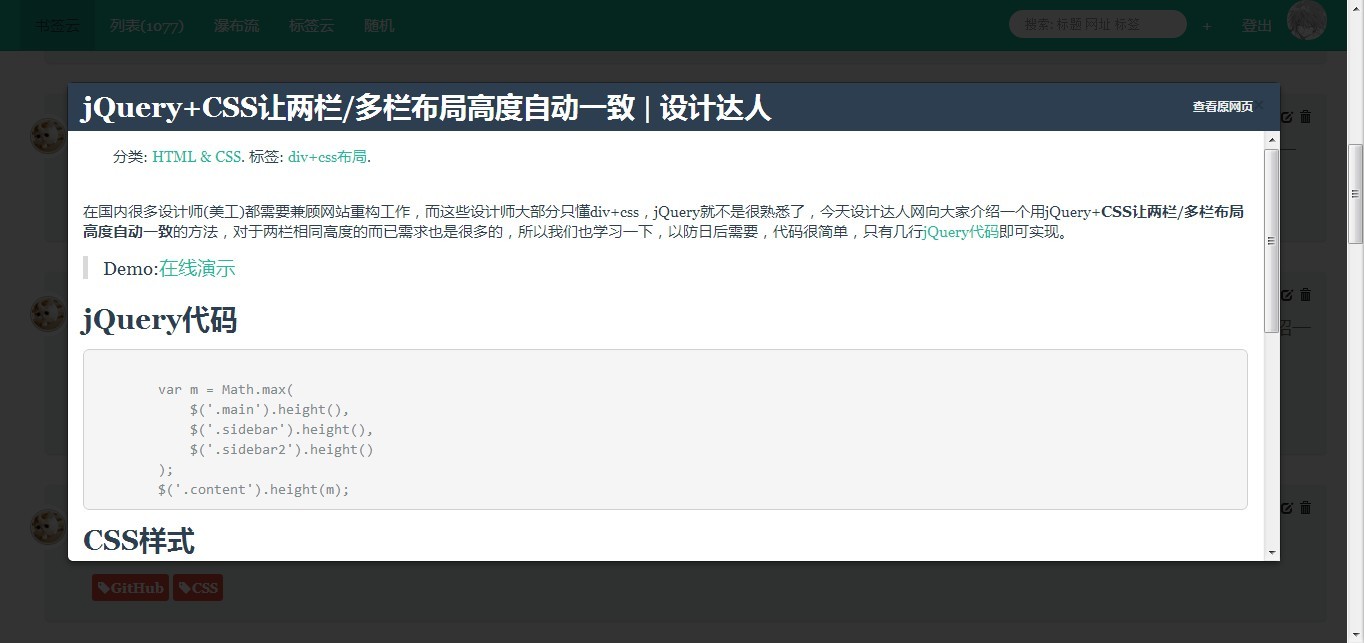 书签云 列表(1077) 瀑布流 标签云 随机 搜索: 标题 网址 标签 + 登出
jQuery+CSS让两栏/多栏布局高度自动一致 | 设计达人 查看原网页
分类: HTML & CSS. 标签: div+css布局.
在国内很多设计师(美工)都需要兼顾网站重构工作，而这些设计师大部分只懂div+css，jQuery就不是很熟悉了，今天设计达人网向大家介绍一个用jQuery+CSS让两栏/多栏布局
高度自动一致的方法，对于两栏相同高度的而已需求也是很多的，所以我们也学习一下，以防日后需要，代码很简单，只有几行jQuery代码即可实现。
Demo:在线演示
jQuery代码
var m = Math.max(
$('.main').height(),
$('.sidebar').height(),
$('.sidebar2').height()
);
$('.content').height(m);
CSS样式
GitHub CSS